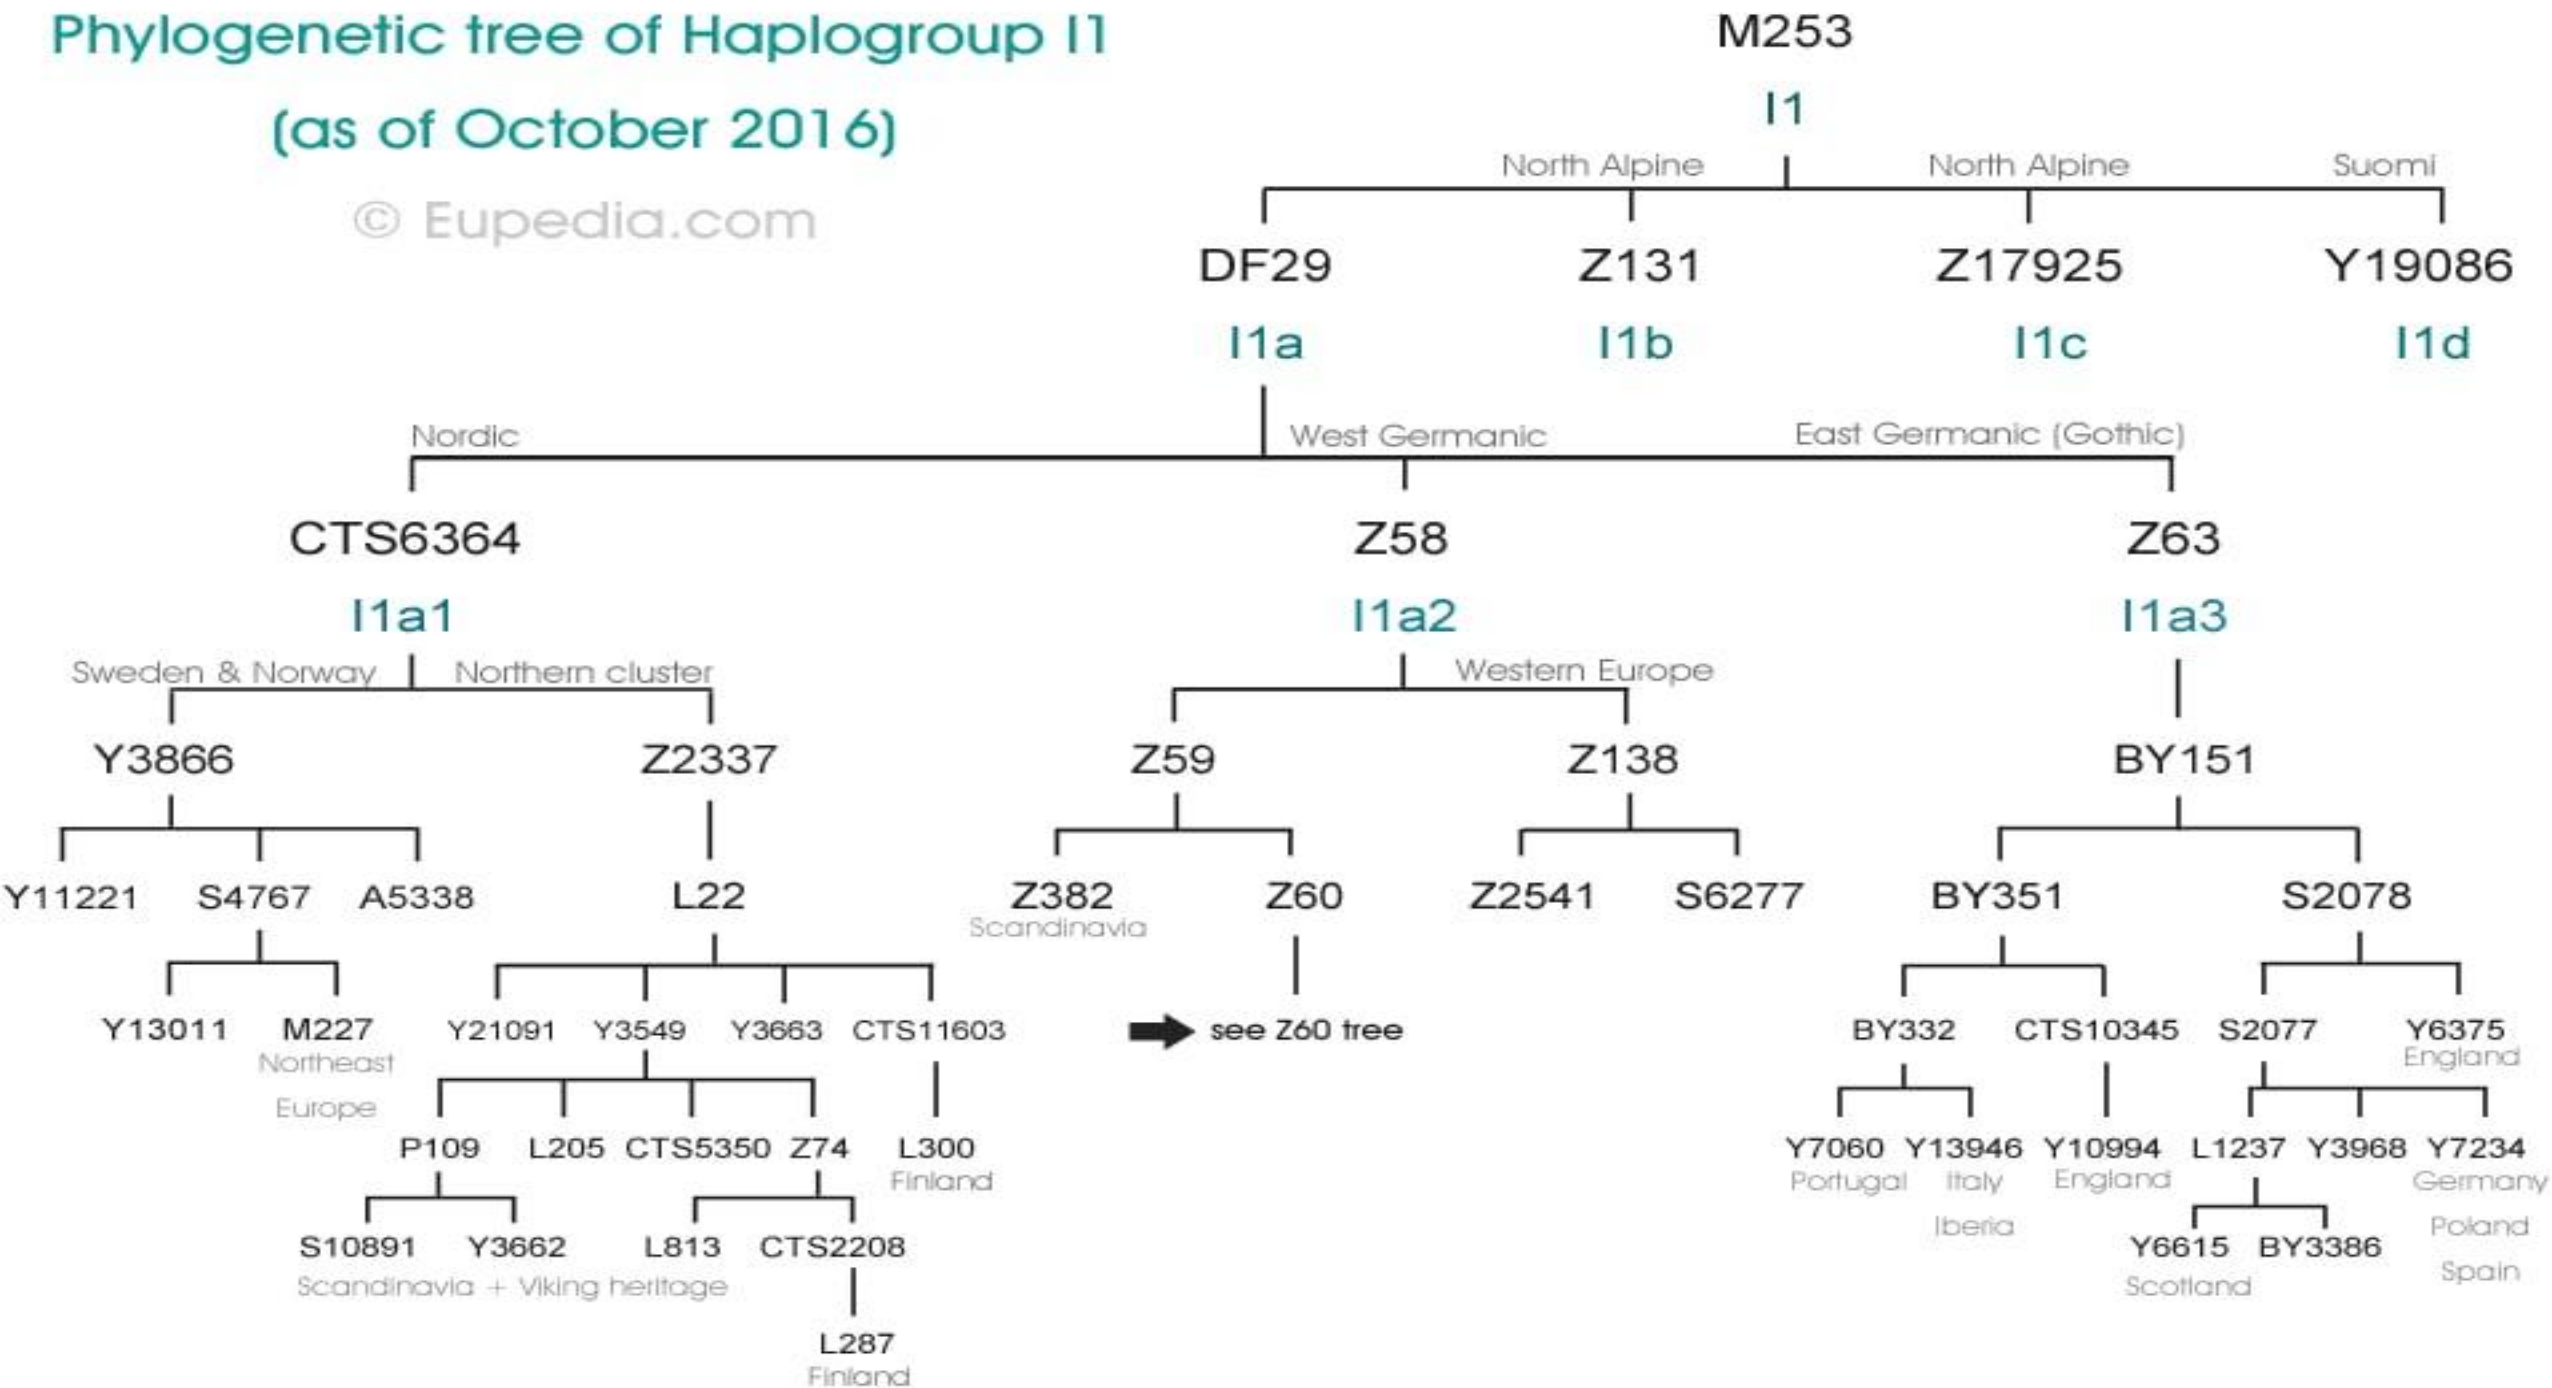 Phylogenetic tree of Haplogroup I1
(as of October 2016)
© Eupedia.com
M253
I1
North Alpine North Alpine Suomi
DF29 Z131 Z17925 Y19086
I1a I1b I1c I1d
Nordic West Germanic East Germanic (Gothic)
CTS6364 Z58 Z63
I1a1 I1a2 I1a3
Sweden & Norway Northern cluster Western Europe
Y3866 Z2337 Z59 Z138 BY151
Y11221 S4767 A5338 L22 Z382 Z60 Z2541 S6277 BY351 S2078
Scandinavia
Y13011 M227 Y21091 Y3549 Y3663 CTS11603 see Z60 tree BY332 CTS10345 S2077 Y6375
Northeast England
Europe
P109 L205 CTS5350 Z74 L300 Y7060 Y13946 Y10994 L1237 Y3968 Y7234
Finland Portugal Italy England Germany
Iberia Poland
S10891 Y3662 L813 CTS2208 Y6615 BY3386
Spain
Scandinavia + Viking heritage Scotland
L287
Finland